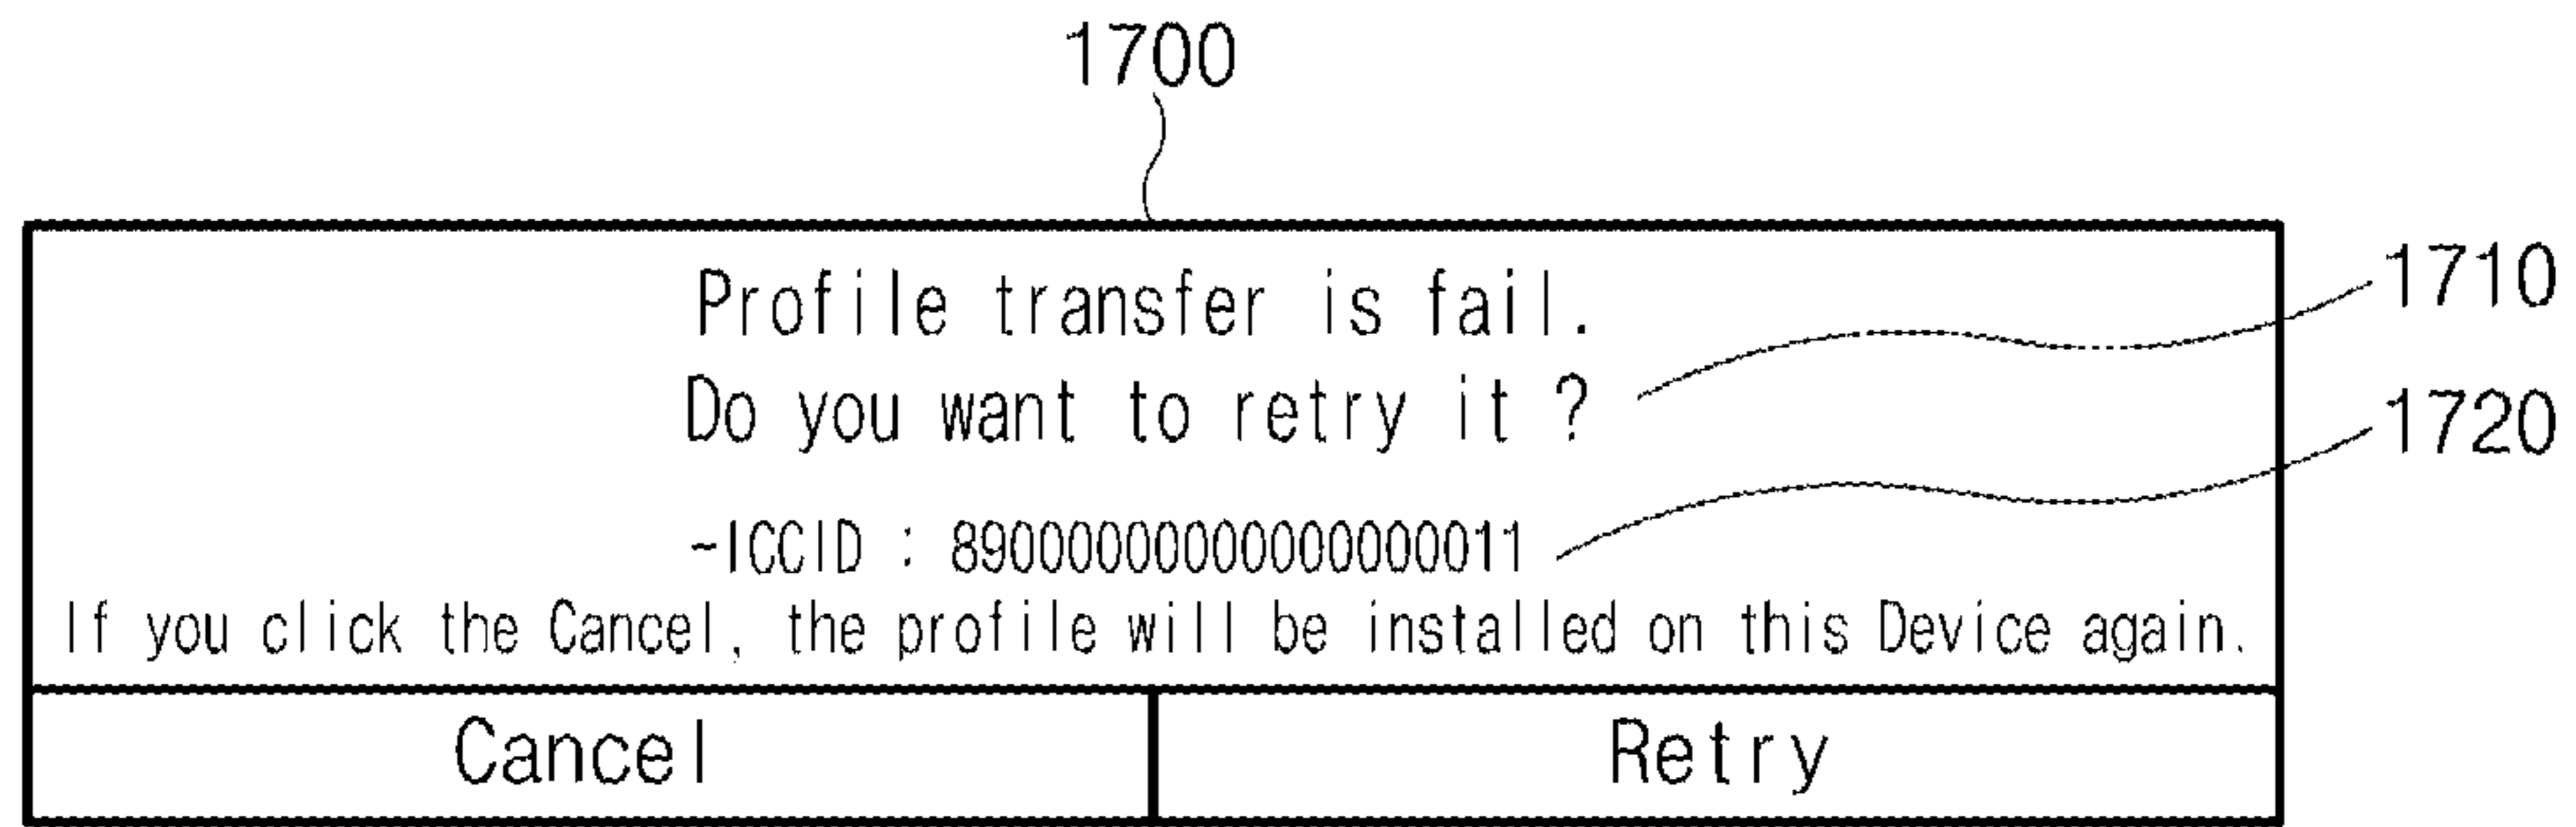 1700
Profile transfer is fail.
1710
Do you want to retry it ?
1720
-ICCID : 89000000000000000011
If you click the Cancel, the profile will be installed on this Device again.
Cancel
Retry